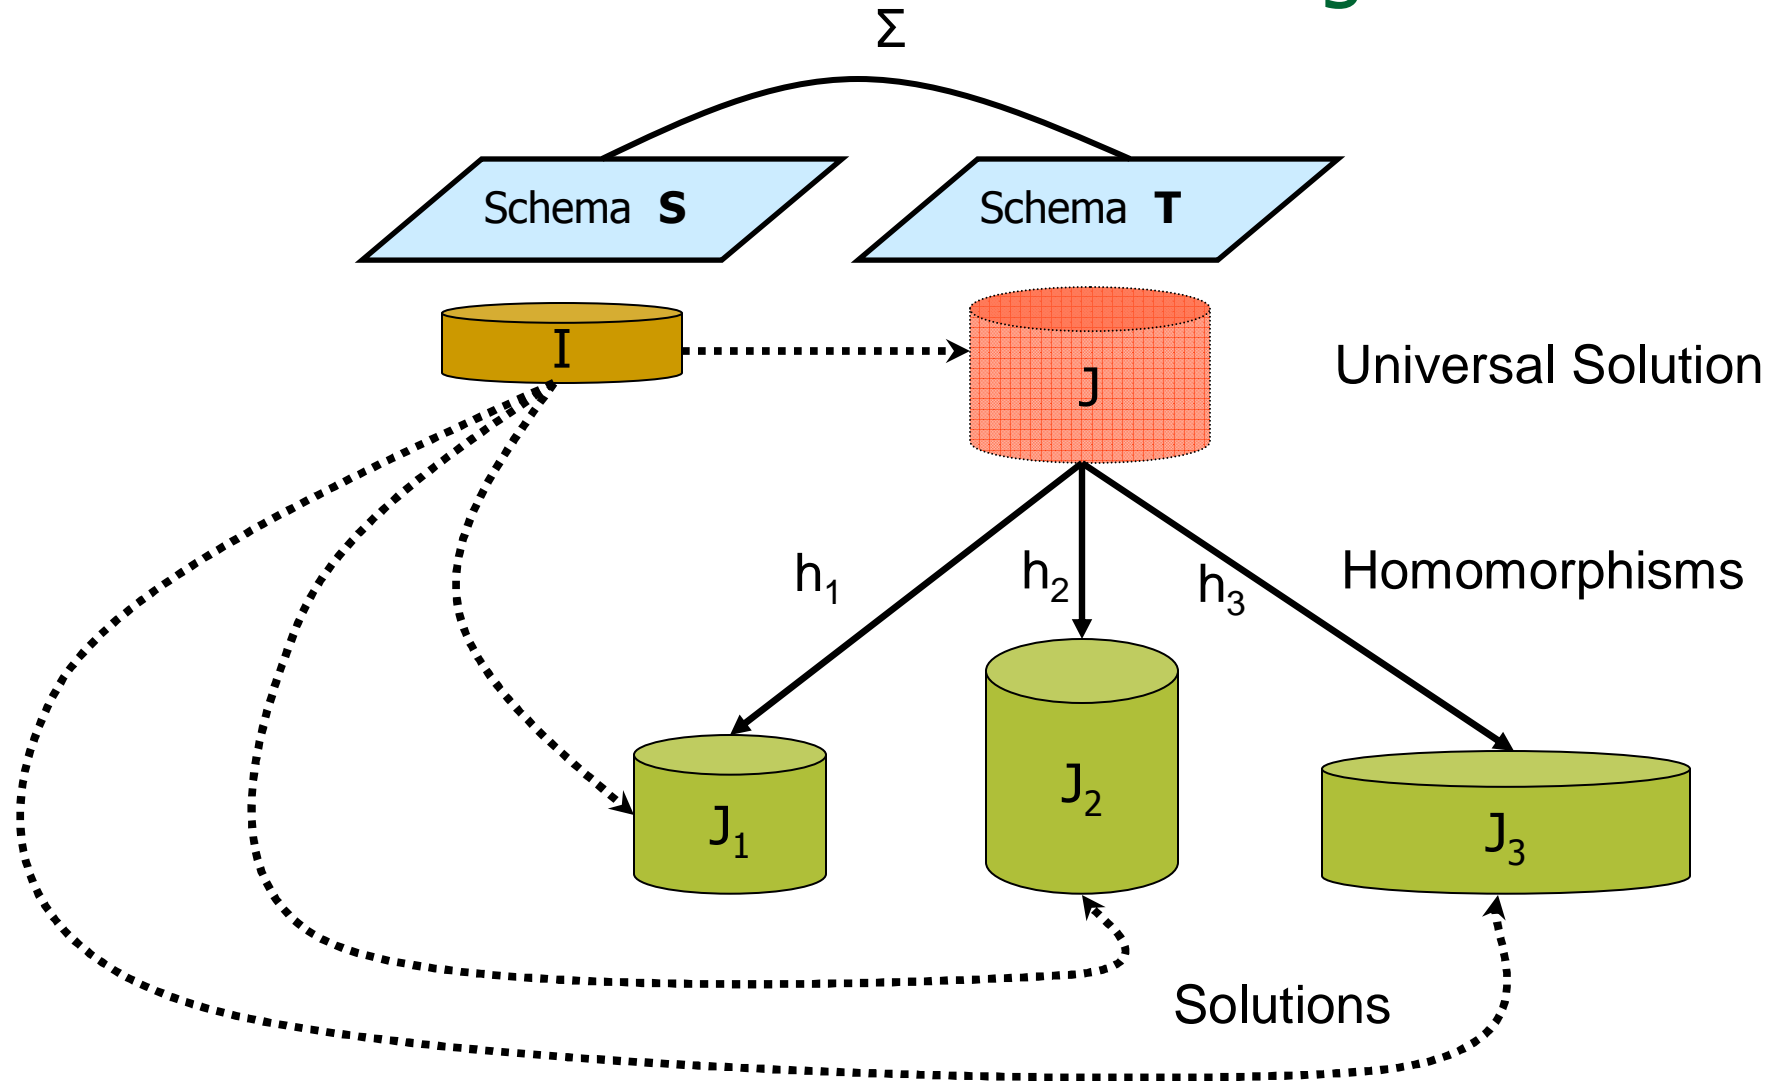 Σ
Schema S
Schema T
I
J
Universal Solution
h₁
h₂
h₃
Homomorphisms
J₁
J₂
J₃
Solutions